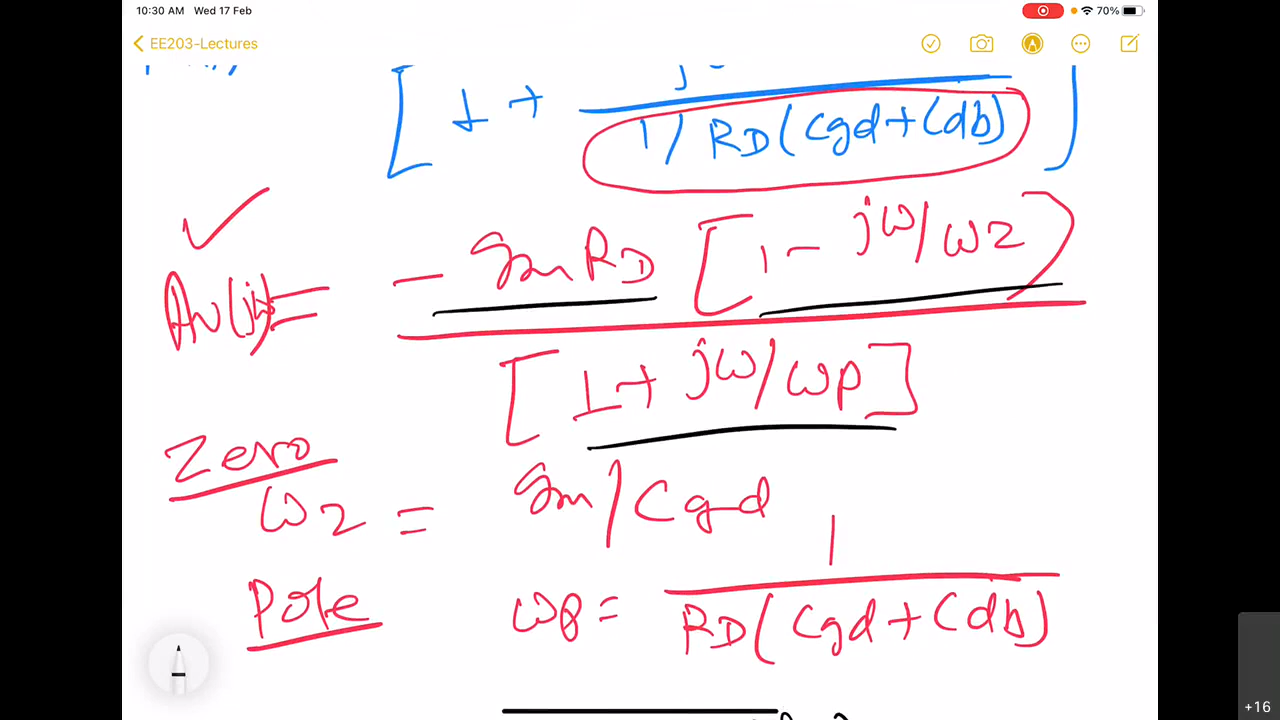 10:30 AM Wed 17 Feb
70%
EE203-Lectures
[ 1 + j
1/RD(Cgd+Cdb) ]
Av(jω) = - gmRD [1 - jω/ωz)
[1 + jω/ωp]
Zero
ωz = gm/Cgd
Pole
ωp = 1
RD(Cgd+Cdb)
+16